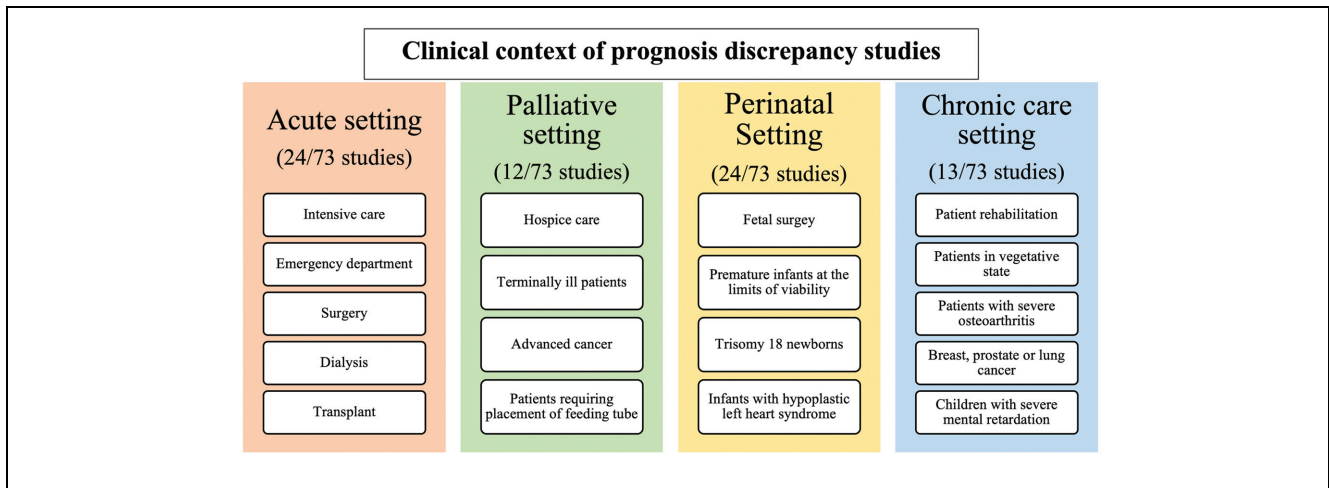 Clinical context of prognosis discrepancy studies
Acute setting
(24/73 studies)
Intensive care
Emergency department
Surgery
Dialysis
Transplant
Palliative
setting
(12/73 studies)
Hospice care
Terminally ill patients
Advanced cancer
Patients requiring
placement of feeding tube
Perinatal
Setting
(24/73 studies)
Fetal surgey
Premature infants at the
limits of viability
Trisomy 18 newborns
Infants with hypoplastic
left heart syndrome
Chronic care
setting
(13/73 studies)
Patient rehabilitation
Patients in vegetative
state
Patients with severe
osteoarthritis
Breast, prostate or lung
cancer
Children with severe
mental retardation